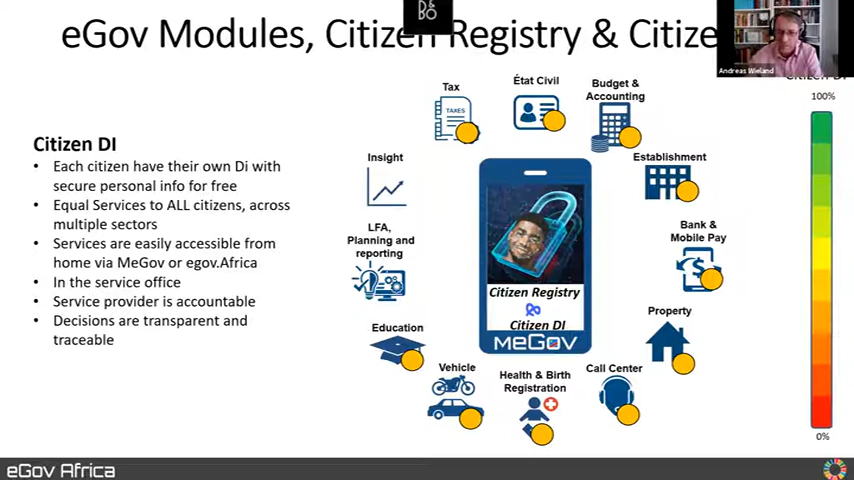 eGov Modules, Citizen Registry & Citize
B&
BO
Andreas Wieland
Citizen DI
100%
0%
Citizen DI
• Each citizen have their own Di with
secure personal info for free
• Equal Services to ALL citizens, across
multiple sectors
• Services are easily accessible from
home via MeGov or egov.Africa
• In the service office
• Service provider is accountable
• Decisions are transparent and
traceable
Tax
TAXES
État Civil
Budget &
Accounting
Establishment
Bank &
Mobile Pay
Property
Call Center
Health & Birth
Registration
Vehicle
Education
LFA,
Planning and
reporting
Insight
Citizen Registry
Citizen DI
meGov
eGov Africa